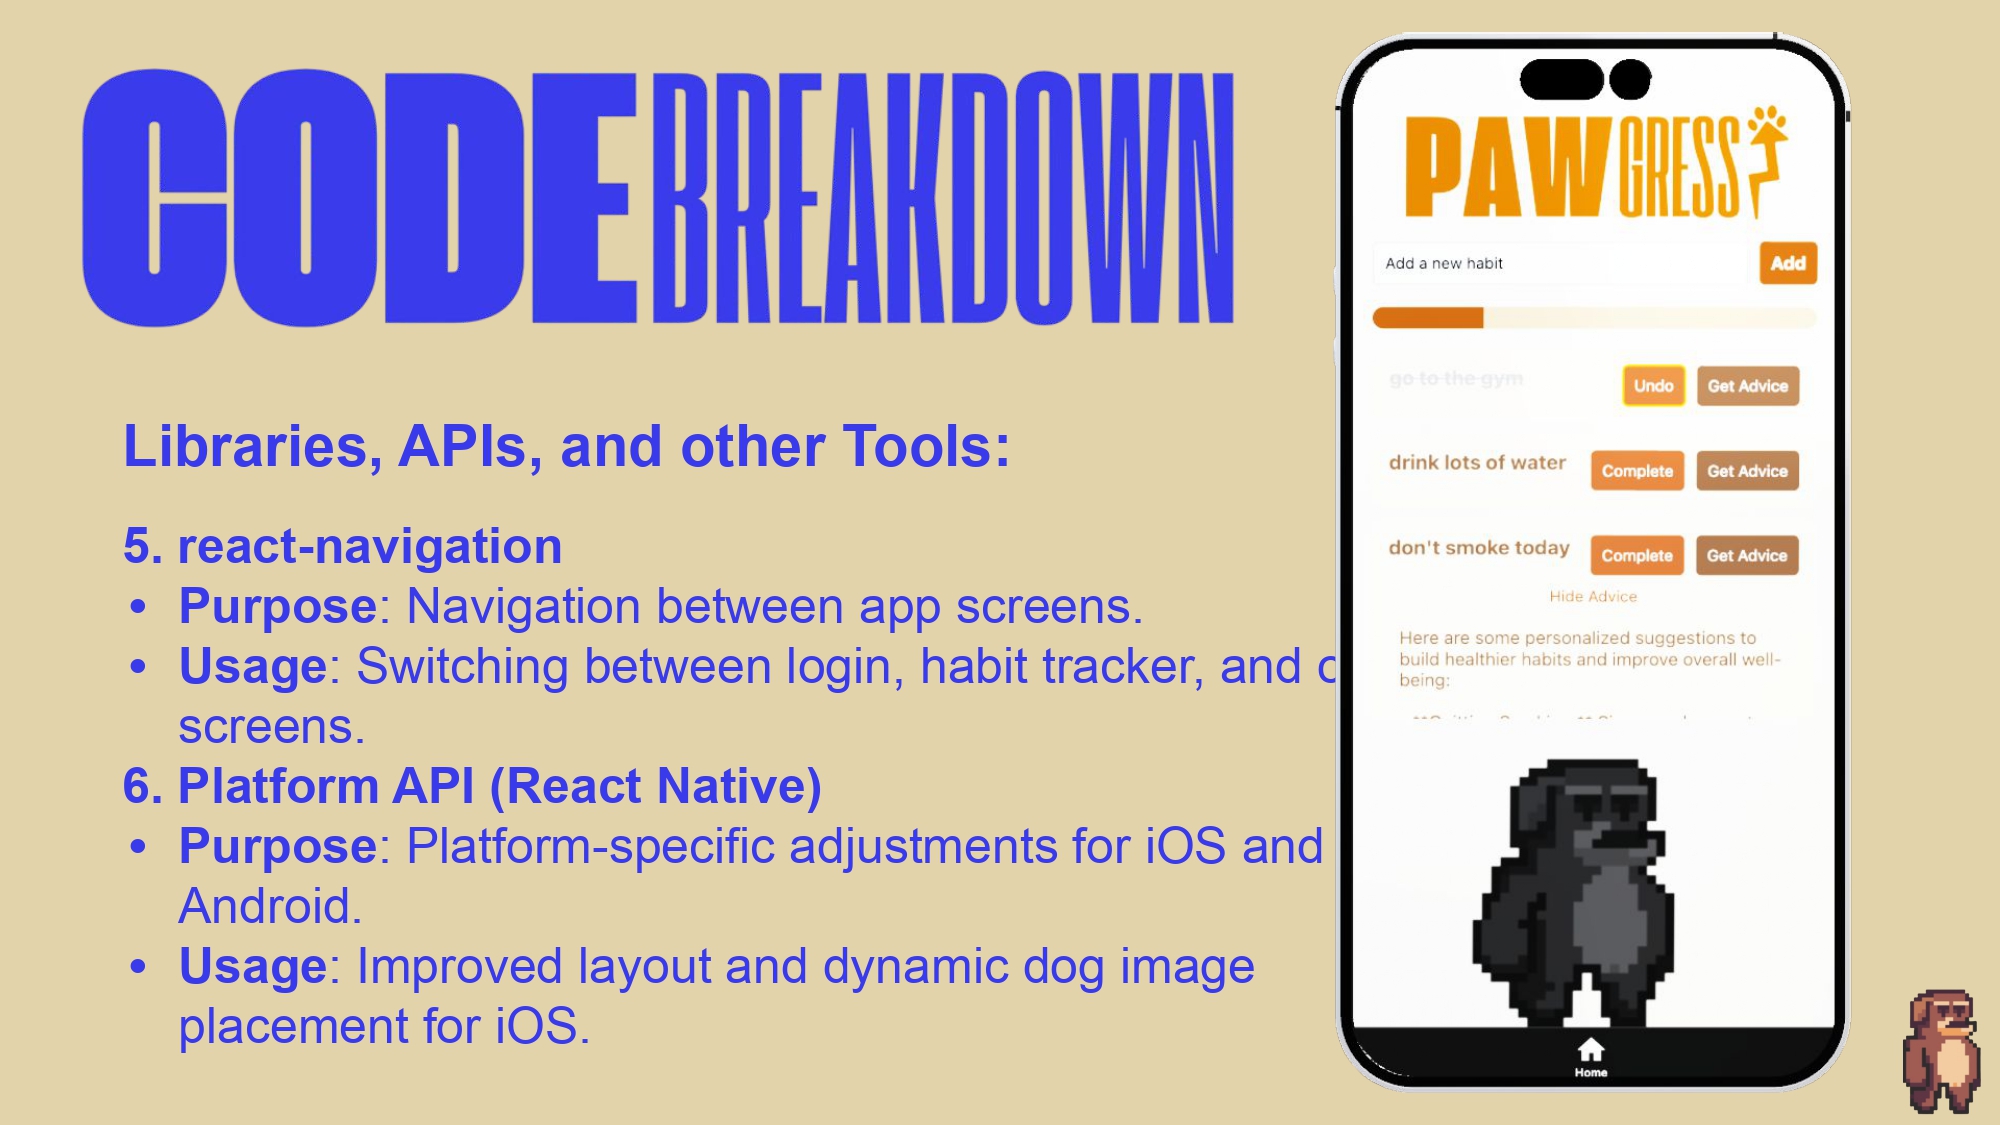 CODE BREAKDOWN
Libraries, APIs, and other Tools:
5. react-navigation
• Purpose: Navigation between app screens.
• Usage: Switching between login, habit tracker, and
screens.
6. Platform API (React Native)
• Purpose: Platform-specific adjustments for iOS and
Android.
• Usage: Improved layout and dynamic dog image
placement for iOS.
PAWGRESS
Add a new habit Add
go to the gym Undo Get Advice
drink lots of water Complete Get Advice
don't smoke today Complete Get Advice
Hide Advice
Here are some personalized suggestions to
build healthier habits and improve overall well-
being:
Home